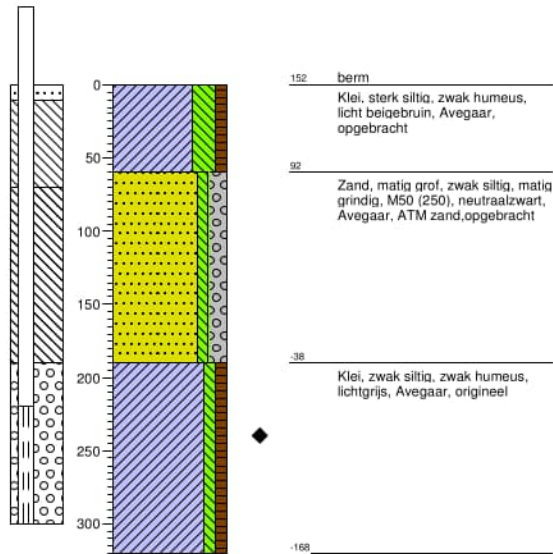 0
50
100
150
200
250
300
152 berm
Klei, sterk siltig, zwak humeus,
licht beigebruin, Avegaar,
opgebracht
92
Zand, matig grof, zwak siltig, matig
grindig, M50 (250), neutraalzwart,
Avegaar, ATM zand,opgebracht
-38
Klei, zwak siltig, zwak humeus,
lichtgrijs, Avegaar, origineel
-168